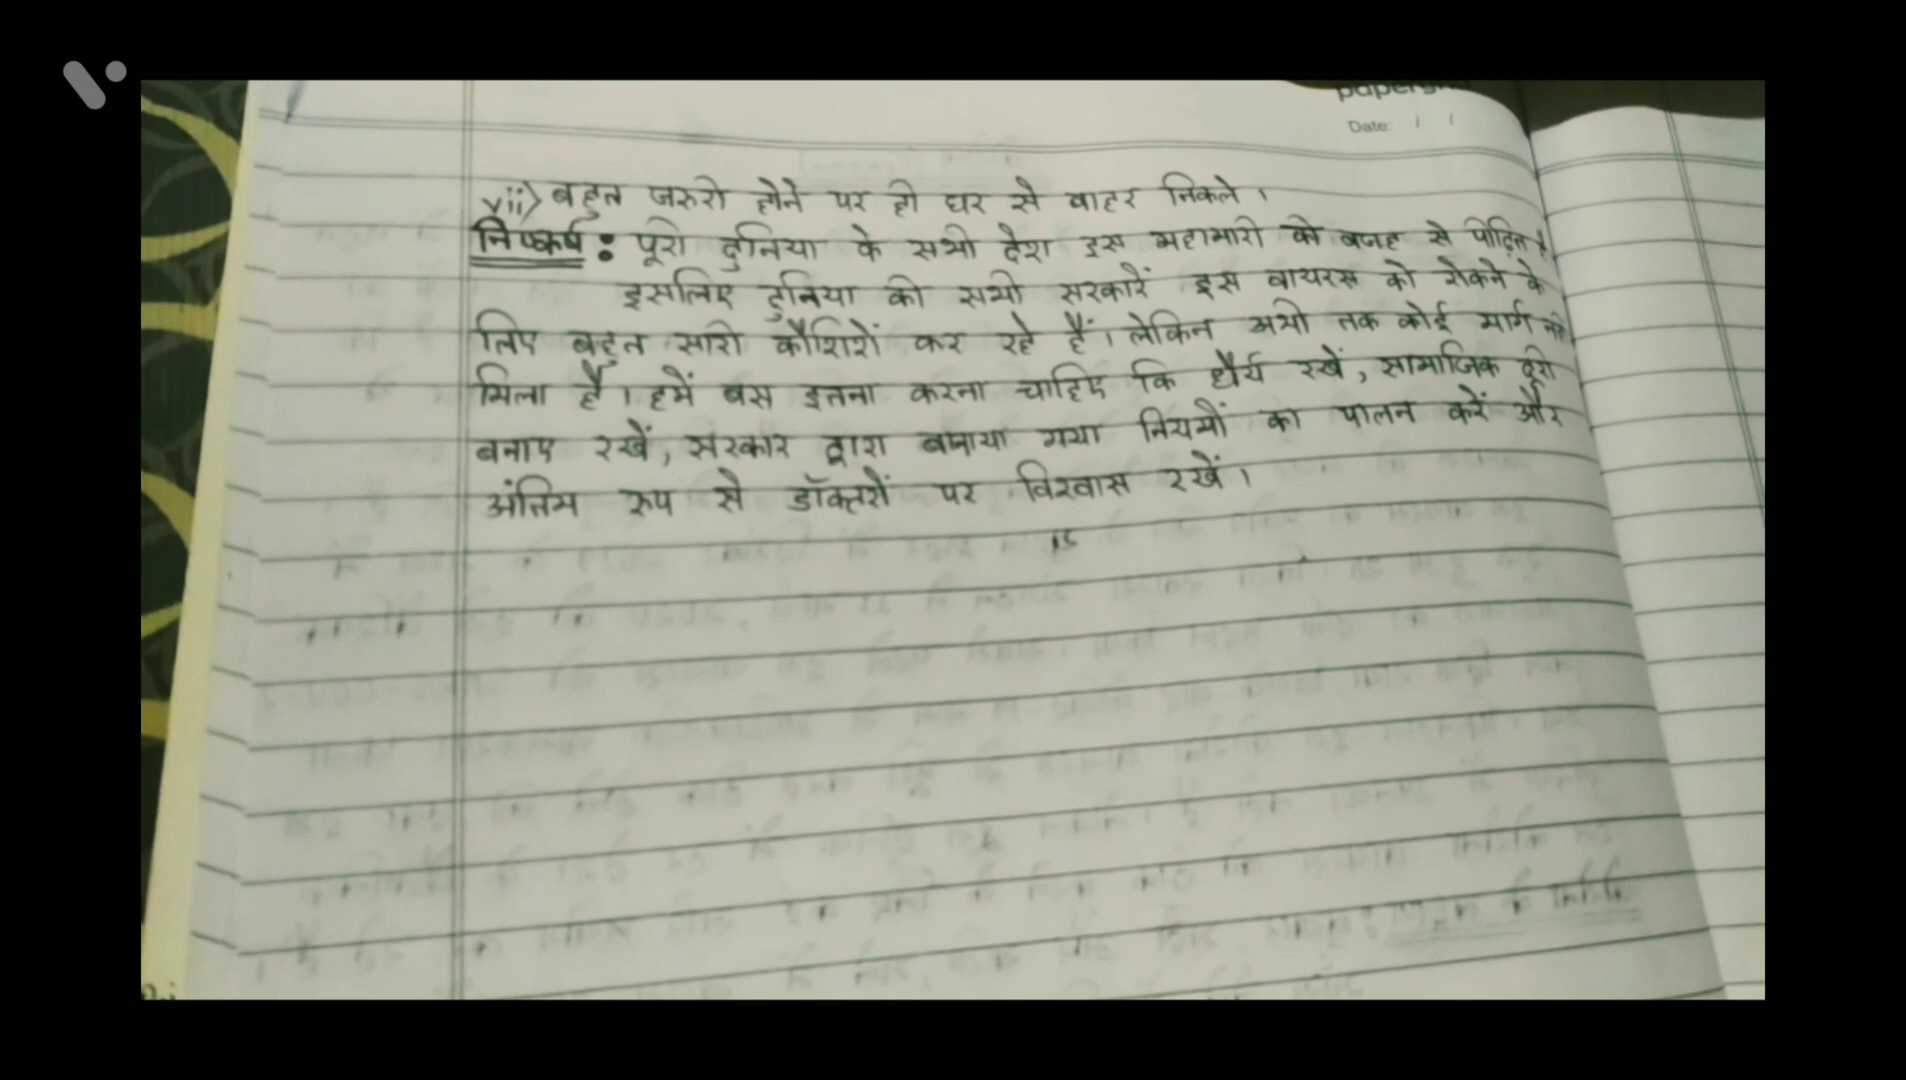 Date: / /
vii) बहुत जरुरी होने पर ही घर से बाहर निकले ।
निष्कर्ष : पूरी दुनिया के सभी देश इस महामारी की वजह से पीड़ित है
इसलिए दुनिया की सभी सरकारें इस वायरस को रोकने के
लिए बहुत सारी कौशिशें कर रहे हैं । लेकिन अभी तक कोई मार्ग नहीं
मिला है । हमें बस इतना करना चाहिए कि धैर्य रखें, सामाजिक दूरी
बनाए रखें, सरकार द्वारा बनाया गया नियमों का पालन करें और
अंतिम रुप से डॉक्टरों पर विश्वास रखें ।